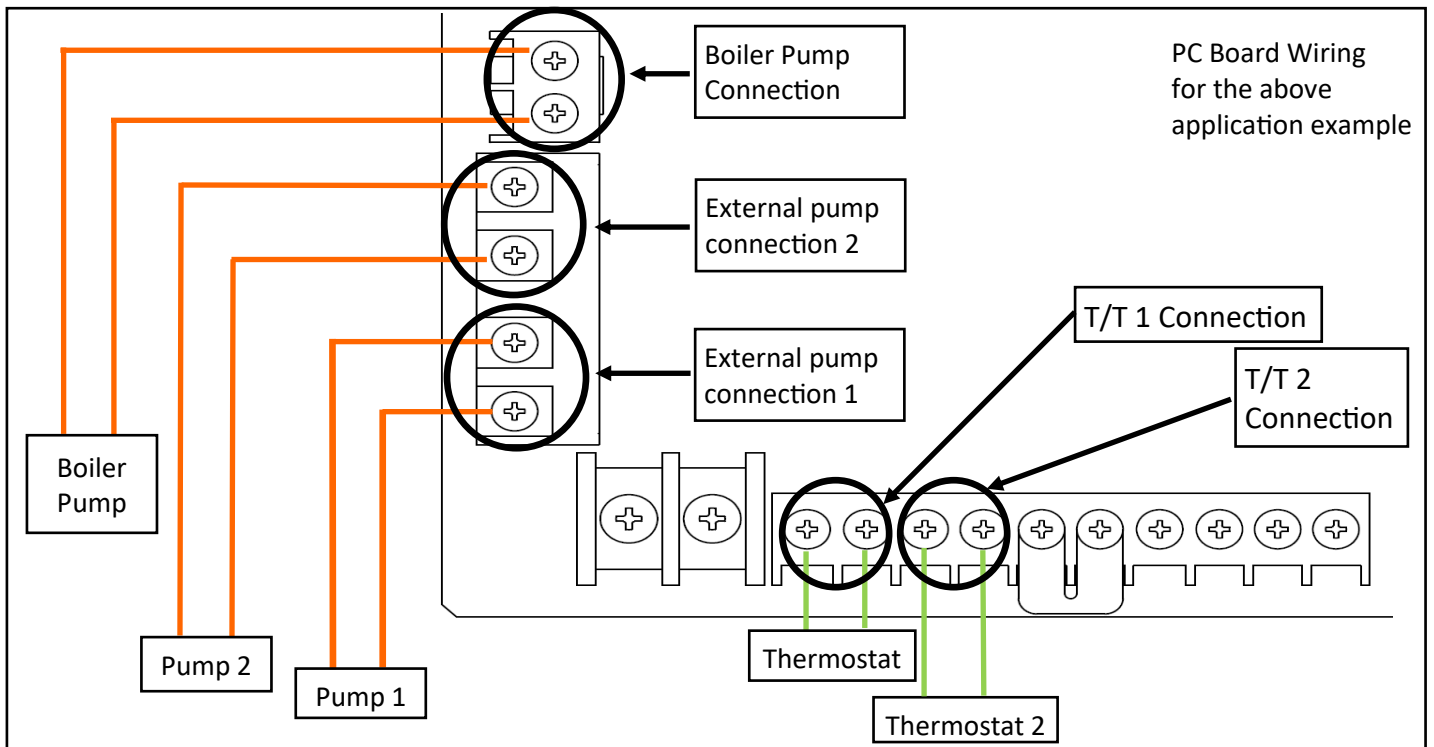 Boiler Pump
Connection
PC Board Wiring
for the above
application example
External pump
connection 2
T/T 1 Connection
External pump
connection 1
T/T 2
Connection
Boiler
Pump
Thermostat
Pump 2
Pump 1
Thermostat 2